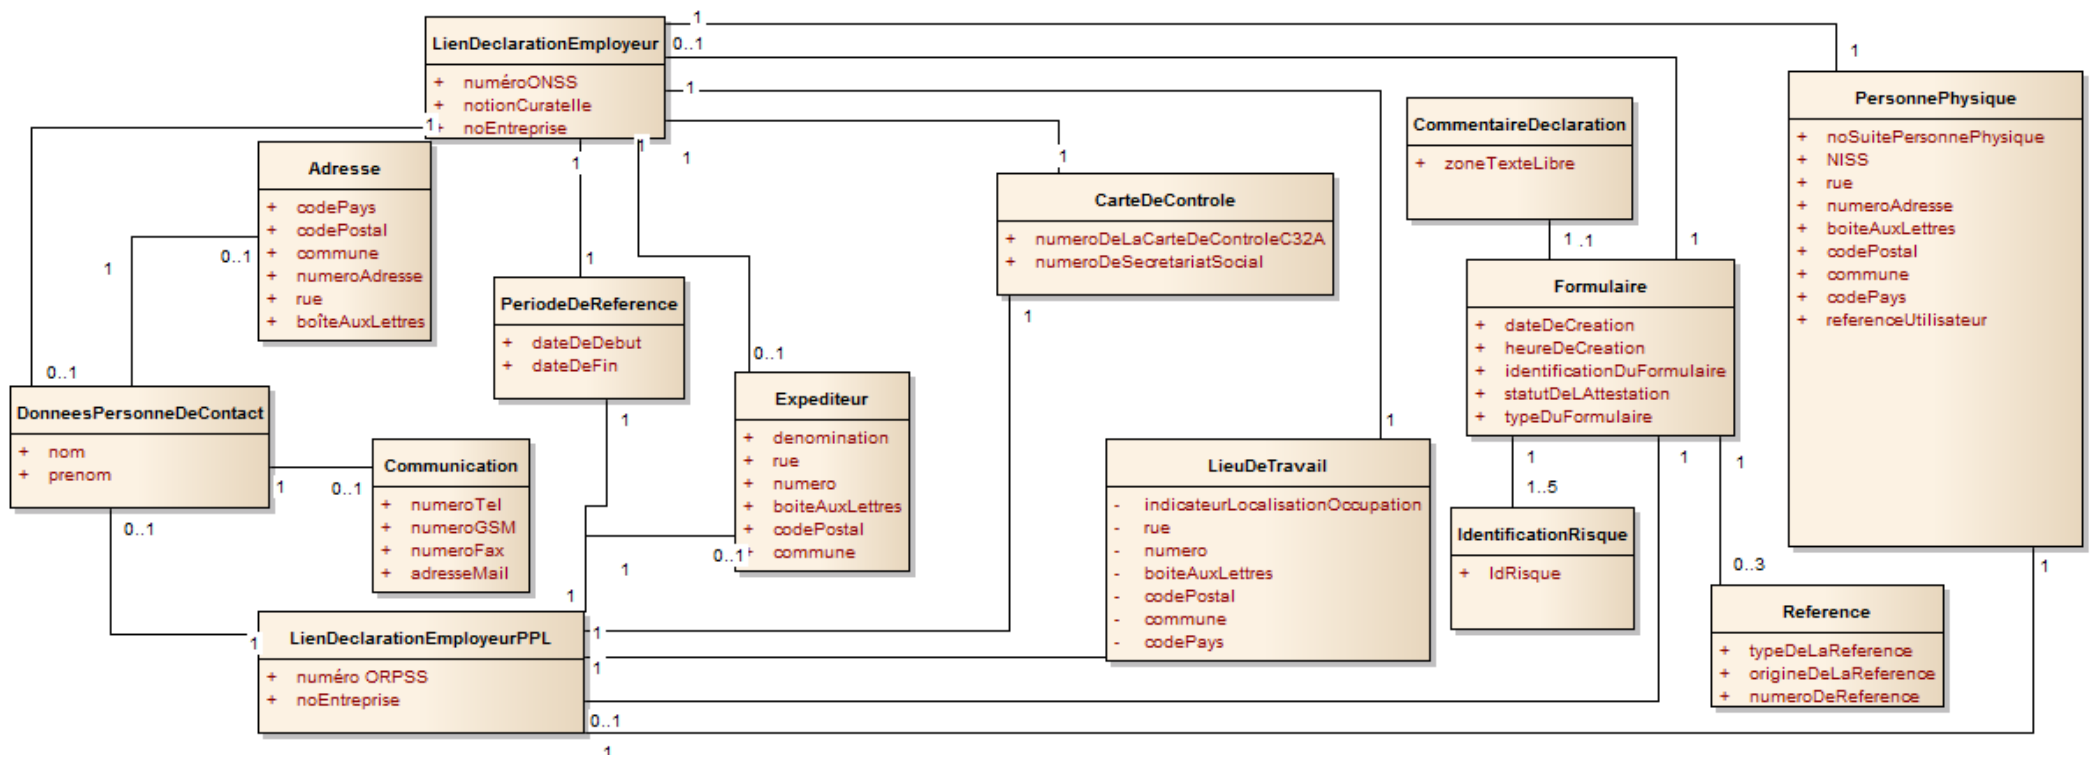 LienDeclarationEmployeur
+ numéroONSS
+ notionCuratelle
+ noEntreprise
1
0..1
1
1
1
1
1
1
Adresse
+ codePays
+ codePostal
+ commune
+ numeroAdresse
+ rue
+ boîteAuxLettres
1
0..1
0..1
PeriodeDeReference
+ dateDeDebut
+ dateDeFin
1
1
CarteDeControle
+ numeroDeLaCarteDeControleC32A
+ numeroDeSecretariatSocial
1
1
CommentaireDeclaration
+ zoneTexteLibre
1 ..1
1
PersonnePhysique
+ noSuitePersonnePhysique
+ NISS
+ rue
+ numeroAdresse
+ boiteAuxLettres
+ codePostal
+ commune
+ codePays
+ referenceUtilisateur
1
1
Formulaire
+ dateDeCreation
+ heureDeCreation
+ identificationDuFormulaire
+ statutDeLAttestation
+ typeDuFormulaire
1
1
1
1..5
0..3
DonneesPersonneDeContact
+ nom
+ prenom
1
0..1
0..1
Communication
+ numeroTel
+ numeroGSM
+ numeroFax
+ adresseMail
Expediteur
+ denomination
+ rue
+ numero
+ boiteAuxLettres
+ codePostal
+ commune
0..1
0..1
1
LieuDeTravail
- indicateurLocalisationOccupation
- rue
- numero
- boiteAuxLettres
- codePostal
- commune
- codePays
1
IdentificationRisque
+ IdRisque
Reference
+ typeDeLaReference
+ origineDeLaReference
+ numeroDeReference
LienDeclarationEmployeurPPL
+ numéro ORPSS
+ noEntreprise
1
1
1
1
0..1
1